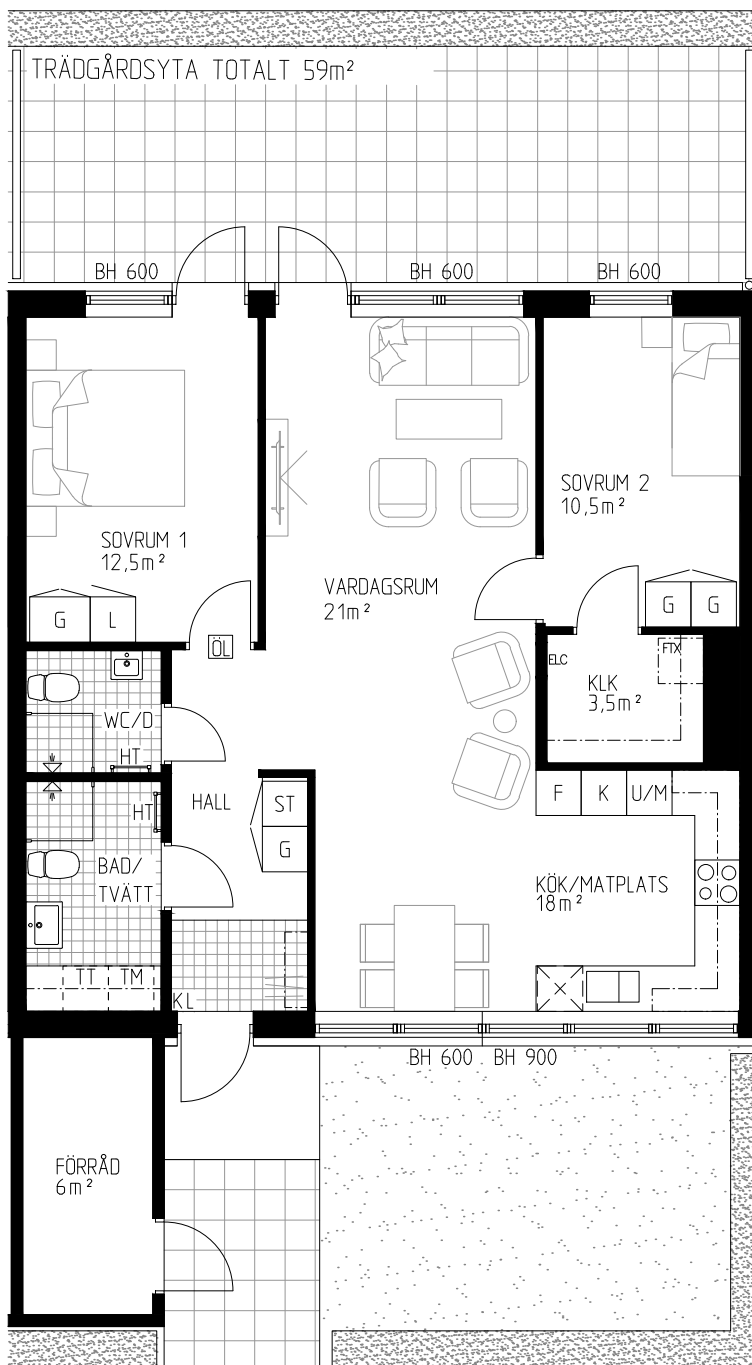 TRÄDGÅRDSYTA TOTALT 59m²
BH 600
BH 600
BH 600
SOVRUM 1
12,5m²
G
L
VARDAGSRUM
21m²
SOVRUM 2
10,5m²
G
G
ÖL
ELC
FTX
KLK
3,5m²
WC/D
HT
HALL
ST
G
HT
BAD/
TVÄTT
TT
TM
KL
F
K
U/M
KÖK/MATPLATS
18m²
BH 600
BH 900
FÖRRÅD
6m²